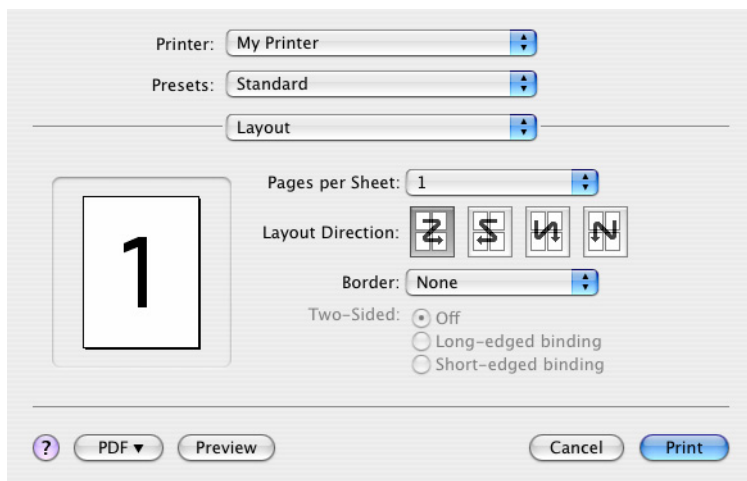 Printer: My Printer
Presets: Standard
Layout
Pages per Sheet: 1
1
Layout Direction:
Border: None
Two-Sided: Off
Long-edged binding
Short-edged binding
? PDF▼ Preview Cancel Print